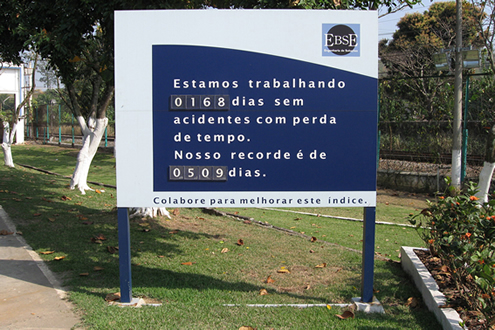 EBSE
Estamos trabalhando
0168 dias sem
acidentes com perda
de tempo.
Nosso recorde é de
0509 dias.
Colabore para melhorar este índice.